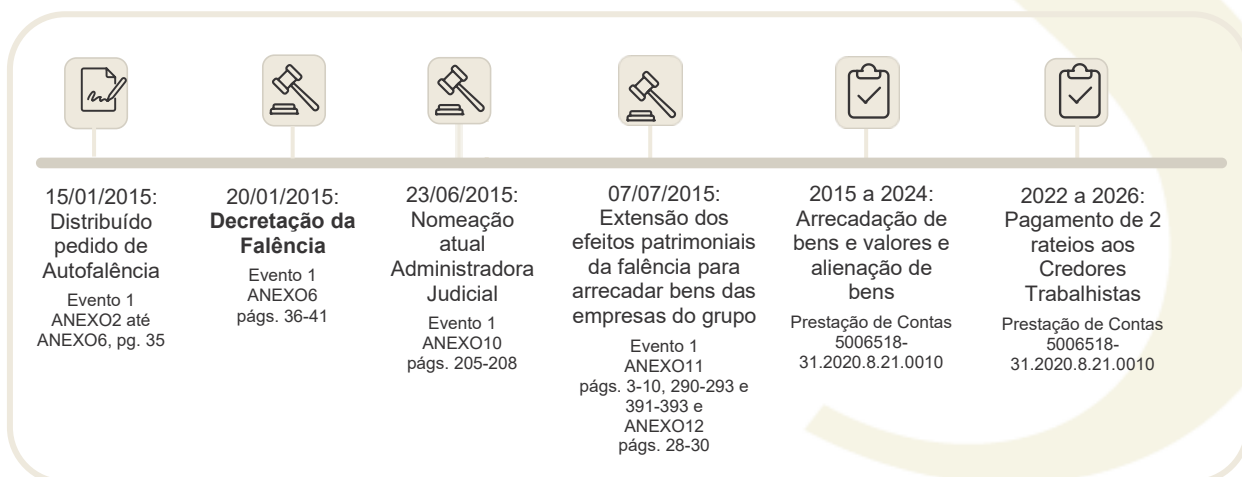 15/01/2015:
Distribuído
pedido de
Autofalência
Evento 1
ANEXO2 até
ANEXO6, pg. 35
20/01/2015:
Decretação da
Falência
Evento 1
ANEXO6
págs. 36-41
23/06/2015:
Nomeação
atual
Administradora
Judicial
Evento 1
ANEXO10
págs. 205-208
07/07/2015:
Extensão dos
efeitos patrimoniais
da falência para
arrecadar bens das
empresas do grupo
Evento 1
ANEXO11
págs. 3-10, 290-293 e
391-393 e
ANEXO12
págs. 28-30
2015 a 2024:
Arrecadação de
bens e valores e
alienação de
bens
Prestação de Contas
5006518-
31.2020.8.21.0010
2022 a 2026:
Pagamento de 2
rateios aos
Credores
Trabalhistas
Prestação de Contas
5006518-
31.2020.8.21.0010